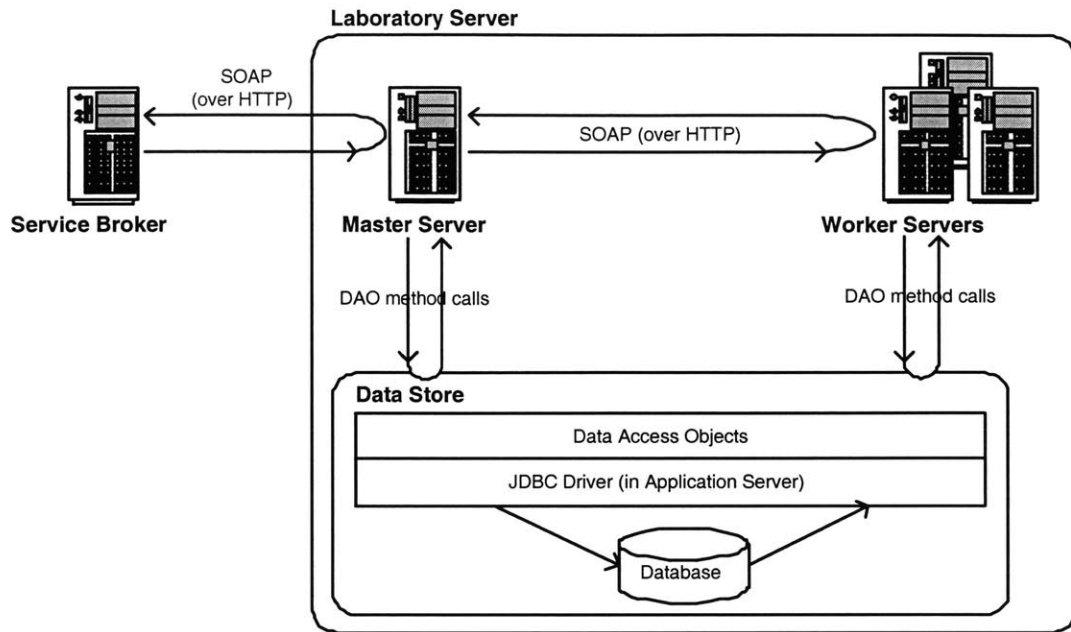 Laboratory Server
SOAP
(over HTTP)
SOAP (over HTTP)
Service Broker
Master Server
Worker Servers
DAO method calls
DAO method calls
Data Store
Data Access Objects
JDBC Driver (in Application Server)
Database